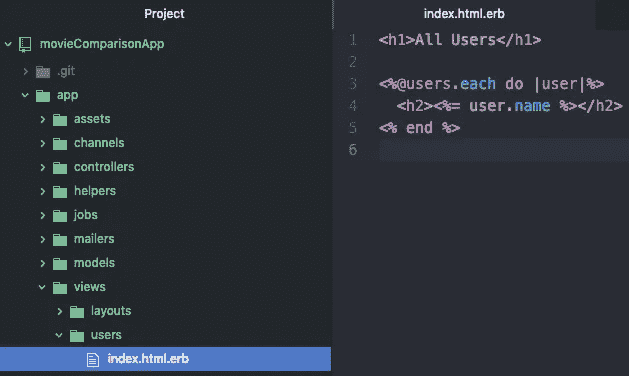 Project
movieComparisonApp
.git
app
assets
channels
controllers
helpers
jobs
mailers
models
views
layouts
users
index.html.erb
index.html.erb
1 <h1>All Users</h1>
2
3 <%@users.each do |user|%>
4 <h2><%= user.name %></h2>
5 <% end %>
6